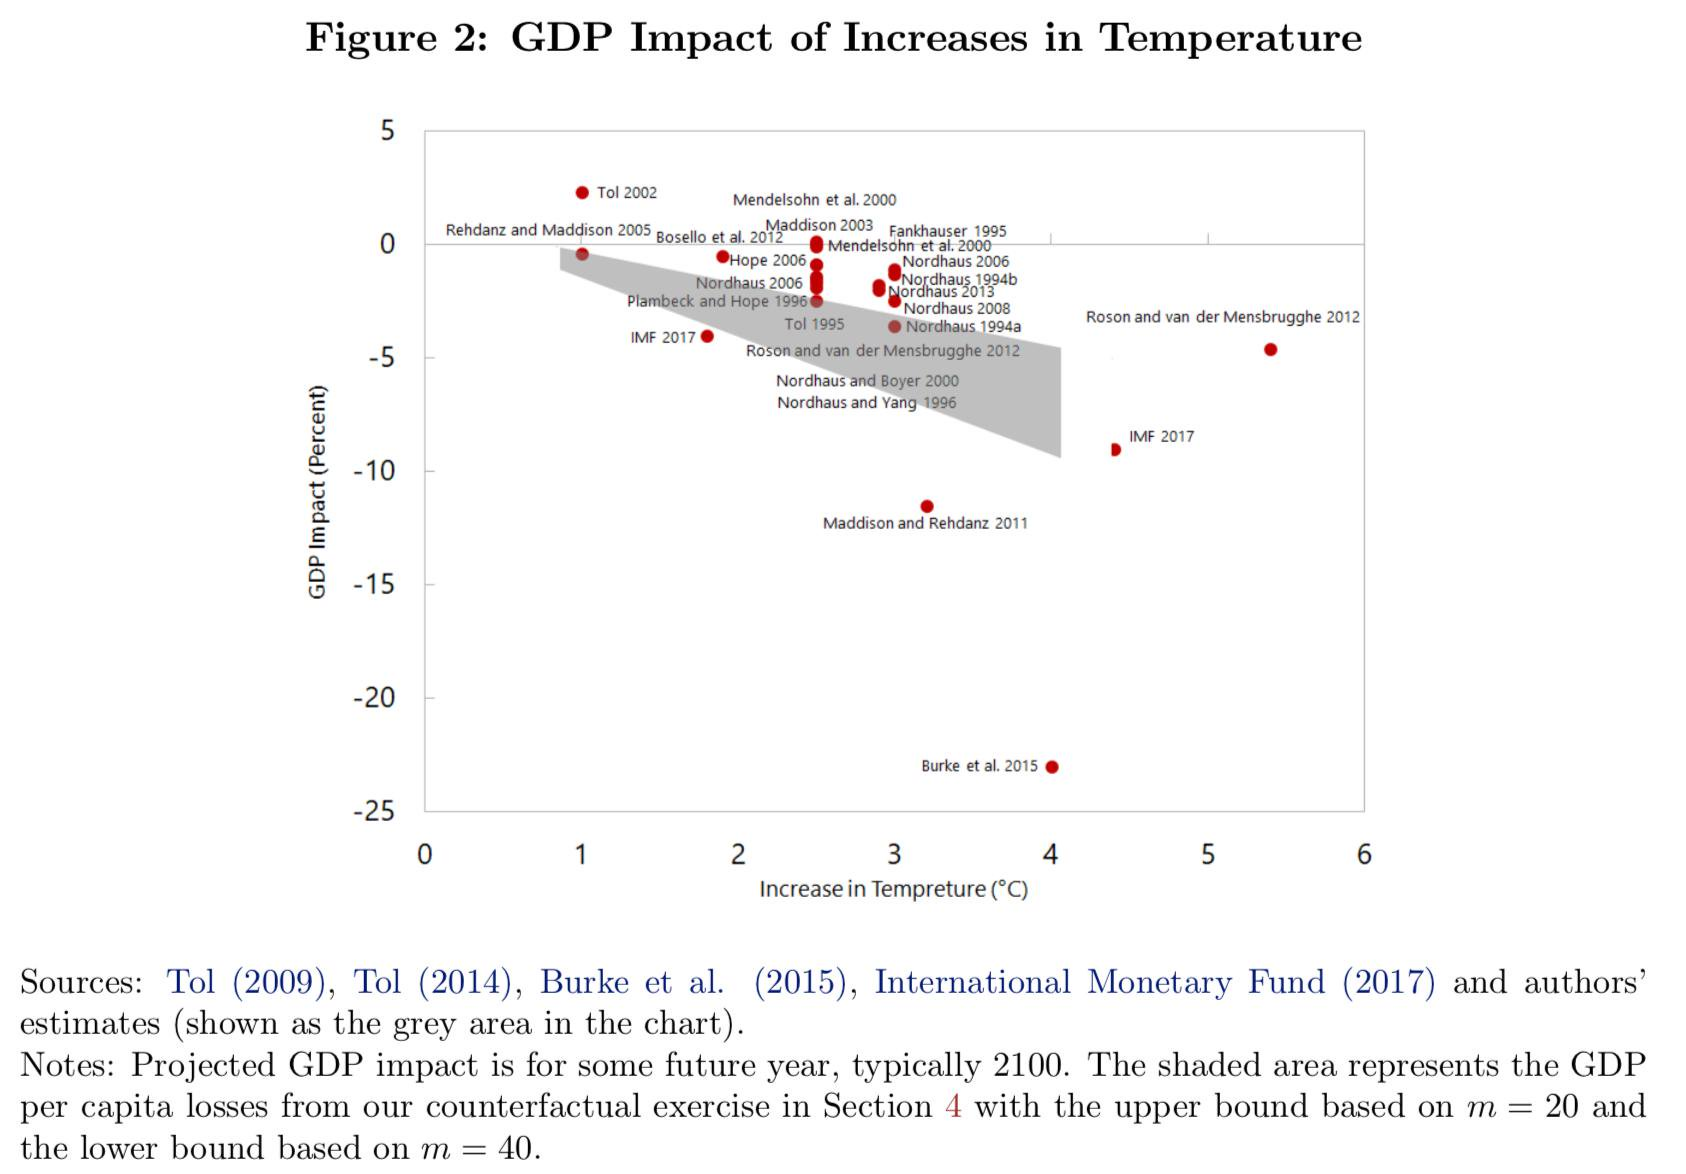 Figure 2: GDP Impact of Increases in Temperature
5
Tol 2002
Mendelsohn et al. 2000
Rehdanz and Maddison 2005
Bosello et al. 2012
Maddison 2003
Fankhauser 1995
0
Mendelsohn et al. 2000
Hope 2006
Nordhaus 2006
Nordhaus 2006
Nordhaus 1994b
Nordhaus 2013
Plambeck and Hope 1996
Nordhaus 2008
Tol 1995
Nordhaus 1994a
Roson and van der Mensbrugghe 2012
IMF 2017
Roson and van der Mensbrugghe 2012
-5
Nordhaus and Boyer 2000
Nordhaus and Yang 1996
IMF 2017
-10
Maddison and Rehdanz 2011
-15
-20
Burke et al. 2015
-25
GDP Impact (Percent)
0 1 2 3 4 5 6
Increase in Tempreture (°C)
Sources: Tol (2009), Tol (2014), Burke et al. (2015), International Monetary Fund (2017) and authors'
estimates (shown as the grey area in the chart).
Notes: Projected GDP impact is for some future year, typically 2100. The shaded area represents the GDP
per capita losses from our counterfactual exercise in Section 4 with the upper bound based on m = 20 and
the lower bound based on m = 40.